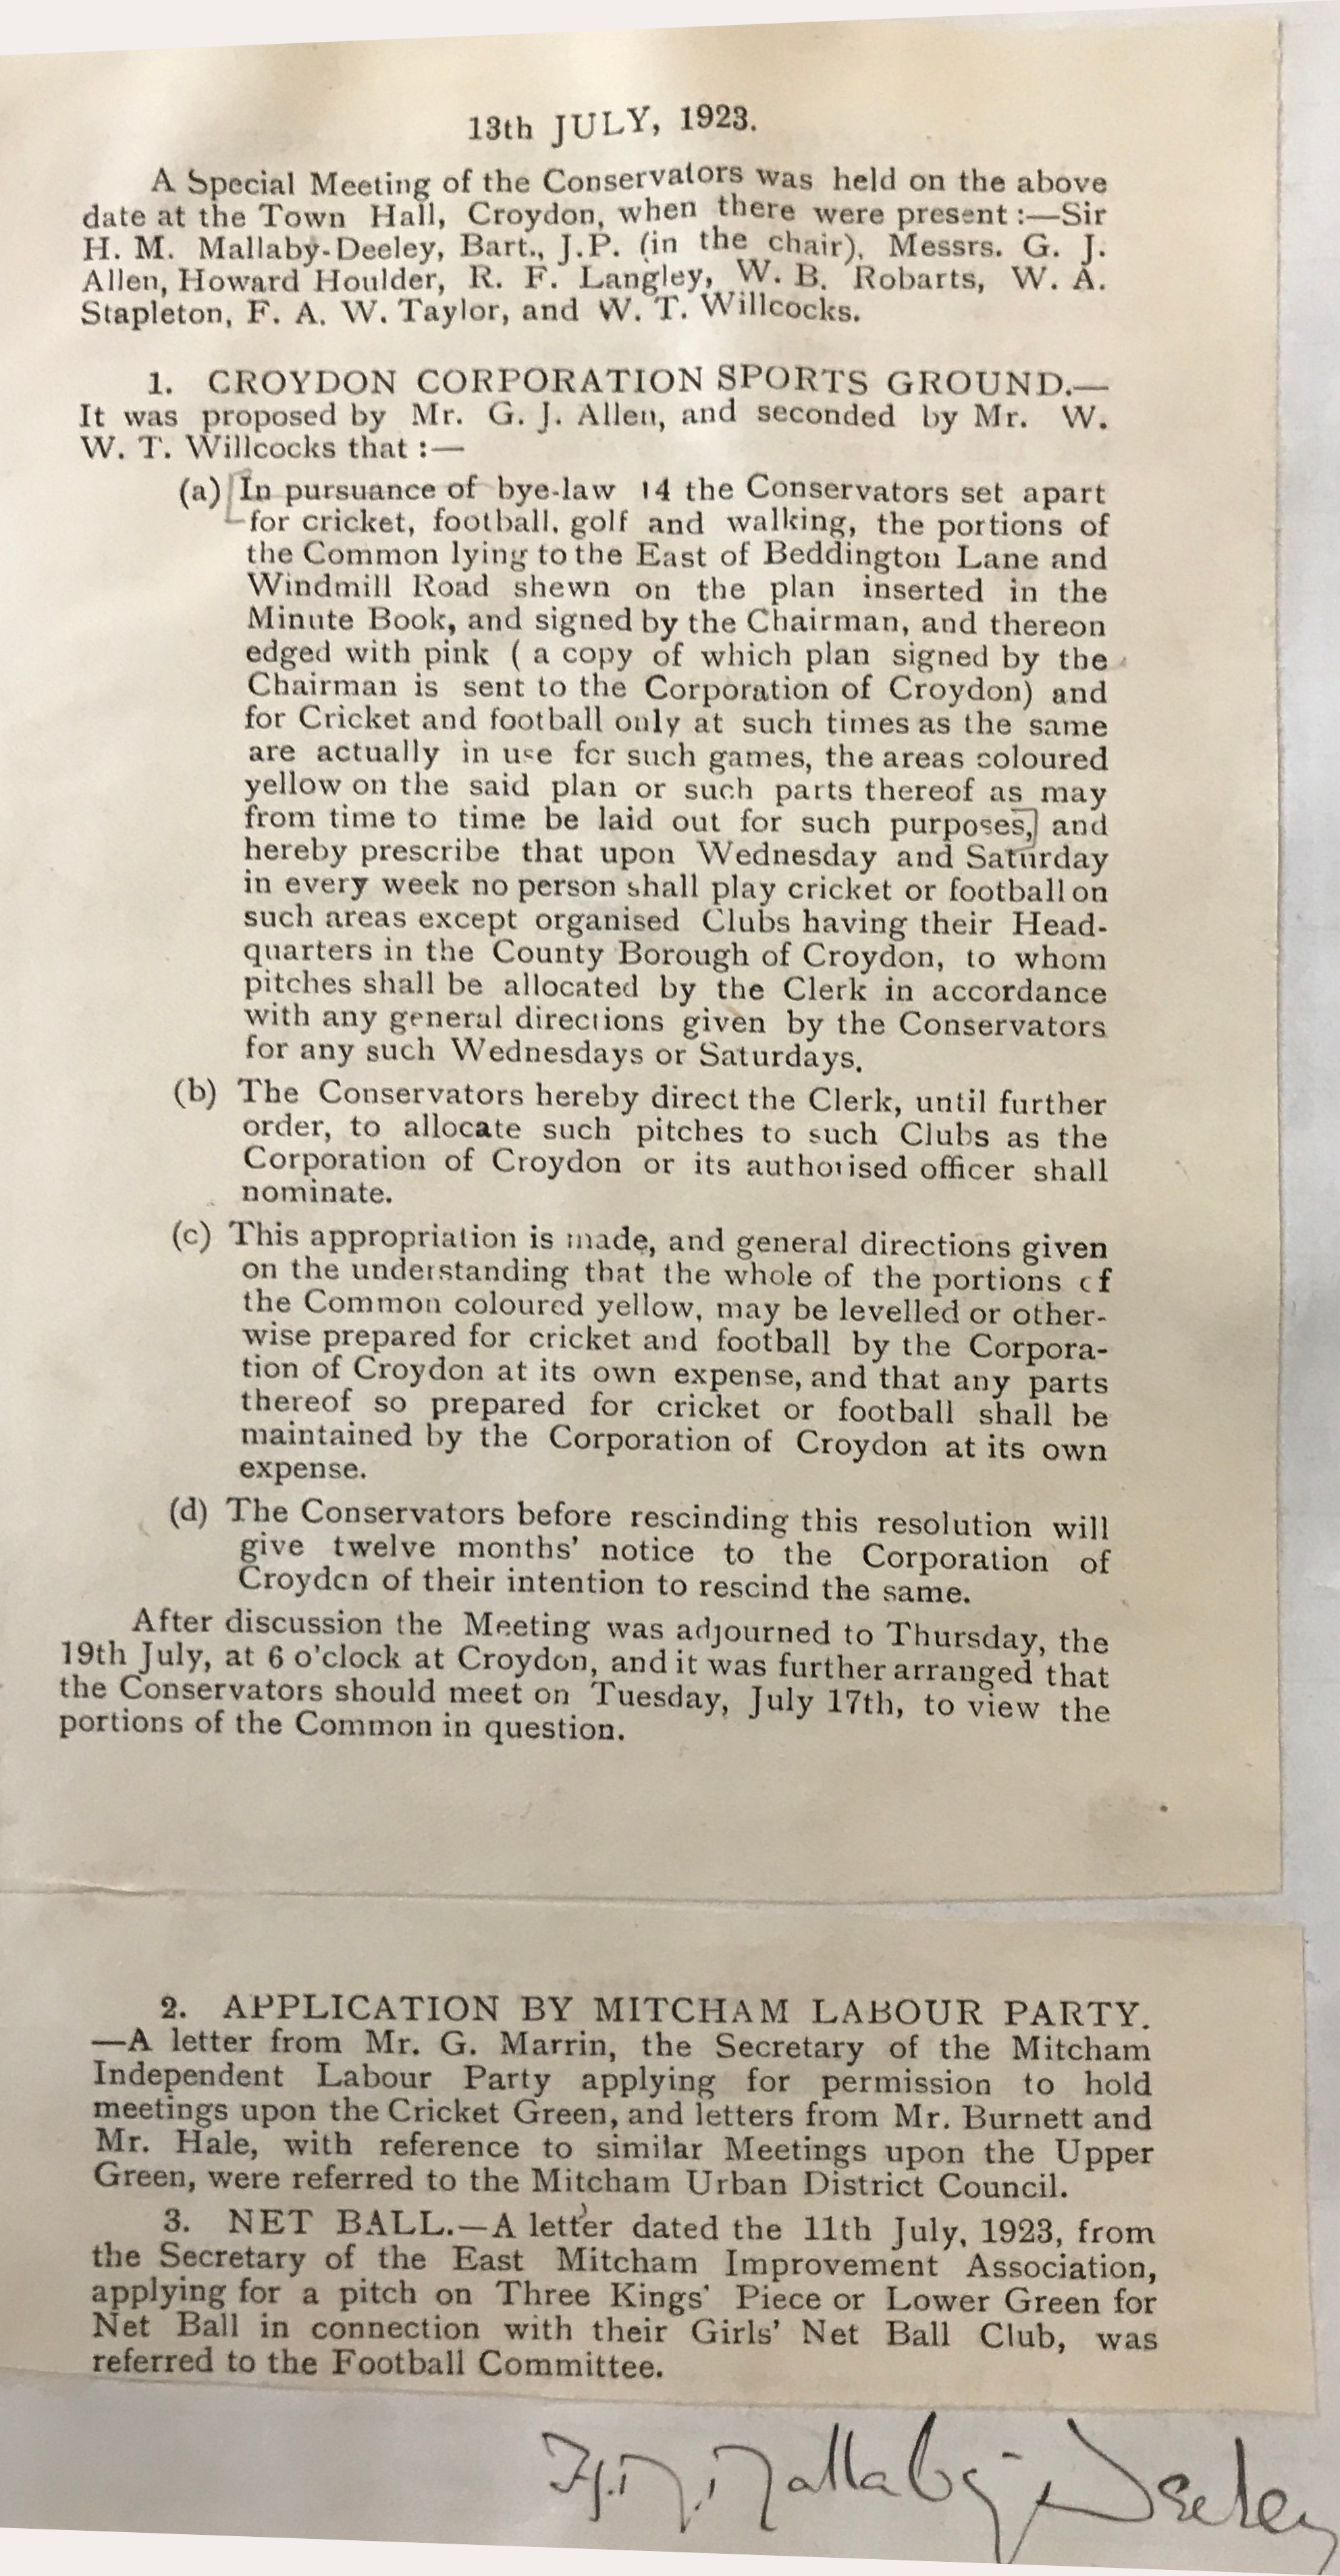 13th JULY, 1923.
A Special Meeting of the Conservators was held on the above
date at the Town Hall, Croydon, when there were present :—Sir
H. M. Mallaby-Deeley, Bart., J.P. (in the chair), Messrs. G. J.
Allen, Howard Houlder, R. F. Langley, W. B. Robarts, W. A.
Stapleton, F. A. W. Taylor, and W. T. Willcocks.
1. CROYDON CORPORATION SPORTS GROUND.—
It was proposed by Mr. G. J. Allen, and seconded by Mr. W.
W. T. Willcocks that :—
(a) [In pursuance of bye-law 14 the Conservators set apart
for cricket, football, golf and walking, the portions of
the Common lying to the East of Beddington Lane and
Windmill Road shewn on the plan inserted in the
Minute Book, and signed by the Chairman, and thereon
edged with pink ( a copy of which plan signed by the
Chairman is sent to the Corporation of Croydon) and
for Cricket and football only at such times as the same
are actually in use for such games, the areas coloured
yellow on the said plan or such parts thereof as may
from time to time be laid out for such purposes,] and
hereby prescribe that upon Wednesday and Saturday
in every week no person shall play cricket or football on
such areas except organised Clubs having their Head-
quarters in the County Borough of Croydon, to whom
pitches shall be allocated by the Clerk in accordance
with any general directions given by the Conservators
for any such Wednesdays or Saturdays.
(b) The Conservators hereby direct the Clerk, until further
order, to allocate such pitches to such Clubs as the
Corporation of Croydon or its authorised officer shall
nominate.
(c) This appropriation is made, and general directions given
on the understanding that the whole of the portions of
the Common coloured yellow, may be levelled or other-
wise prepared for cricket and football by the Corpora-
tion of Croydon at its own expense, and that any parts
thereof so prepared for cricket or football shall be
maintained by the Corporation of Croydon at its own
expense.
(d) The Conservators before rescinding this resolution will
give twelve months' notice to the Corporation of
Croydon of their intention to rescind the same.
After discussion the Meeting was adjourned to Thursday, the
19th July, at 6 o'clock at Croydon, and it was further arranged that
the Conservators should meet on Tuesday, July 17th, to view the
portions of the Common in question.
2. APPLICATION BY MITCHAM LABOUR PARTY.
—A letter from Mr. G. Marrin, the Secretary of the Mitcham
Independent Labour Party applying for permission to hold
meetings upon the Cricket Green, and letters from Mr. Burnett and
Mr. Hale, with reference to similar Meetings upon the Upper
Green, were referred to the Mitcham Urban District Council.
3. NET BALL.—A letter dated the 11th July, 1923, from
the Secretary of the East Mitcham Improvement Association,
applying for a pitch on Three Kings' Piece or Lower Green for
Net Ball in connection with their Girls' Net Ball Club, was
referred to the Football Committee.
H. M. Mallaby-Deeley